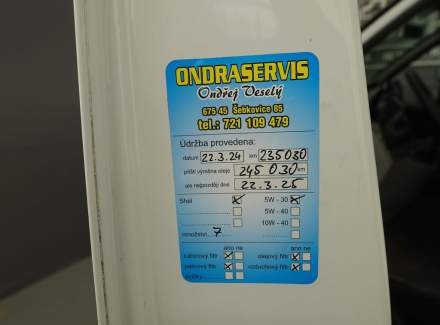 ONDRASERVIS
Ondřej Veselý
675 45 Šebkovice 85
tel.: 721 109 479
Údržba provedena:
datum 22.3.24 km 235030
příští výměna oleje 245 030 km
ale nejpozději dne 22.3.25
Shell 5W - 30
5W - 40
10W - 40
množství 7
ano ne ano ne
kabinový filtr olejový filtr
palivový filtr vzduchový filtr
svíčky